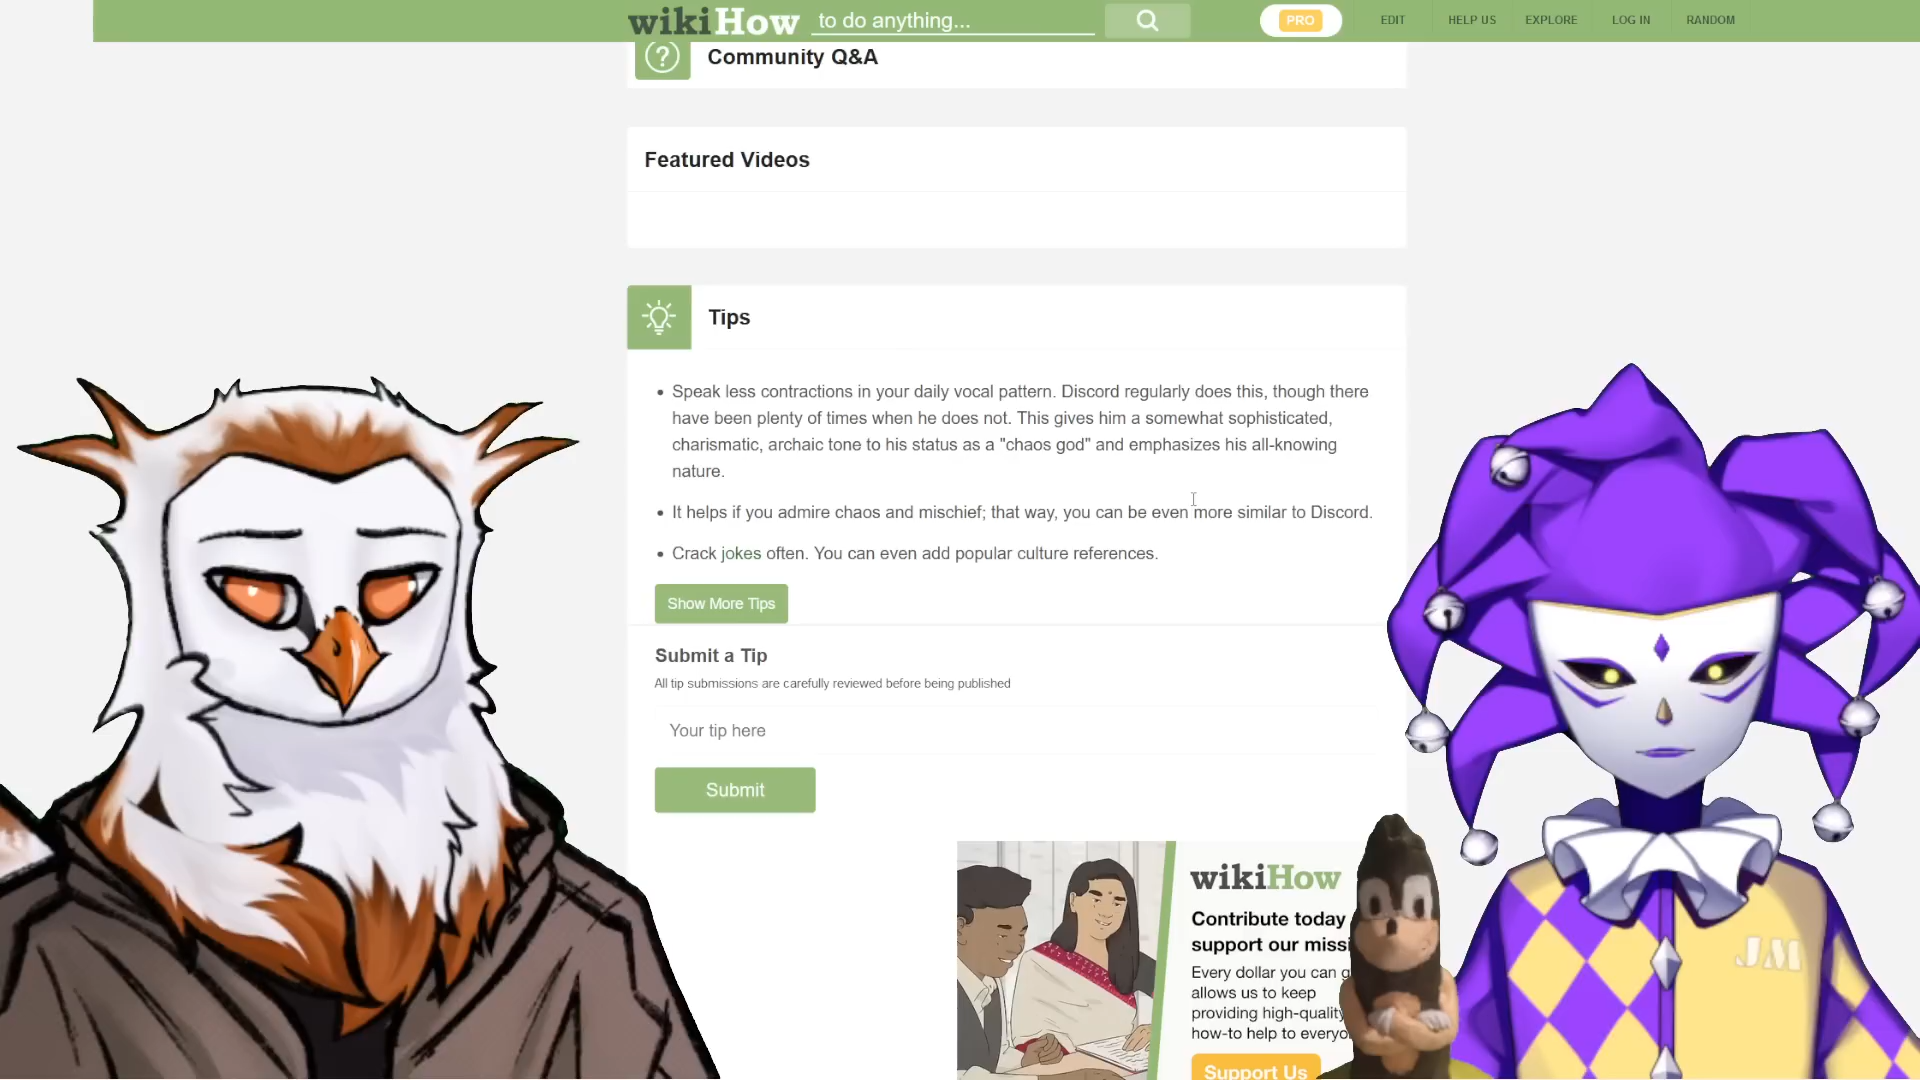 wikiHow to do anything...
PRO
EDIT
HELP US
EXPLORE
LOG IN
RANDOM
Community Q&A
Featured Videos
Tips
Speak less contractions in your daily vocal pattern. Discord regularly does this, though there
have been plenty of times when he does not. This gives him a somewhat sophisticated,
charismatic, archaic tone to his status as a "chaos god" and emphasizes his all-knowing
nature.
It helps if you admire chaos and mischief; that way, you can be even more similar to Discord.
Crack jokes often. You can even add popular culture references.
Show More Tips
Submit a Tip
All tip submissions are carefully reviewed before being published
Your tip here
Submit
wikiHow
Contribute today
support our missi
Every dollar you can g
allows us to keep
providing high-quality
how-to help to everyo
Support Us
JM